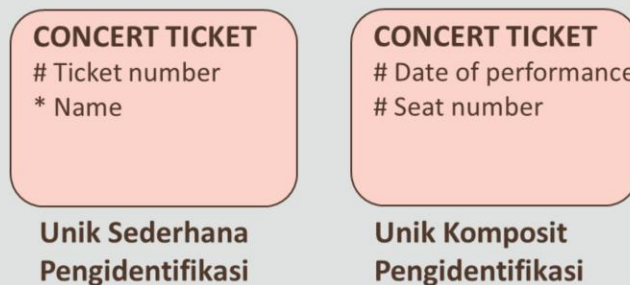 CONCERT TICKET
# Ticket number
* Name
Unik Sederhana
Pengidentifikasi
CONCERT TICKET
# Date of performance
# Seat number
Unik Komposit
Pengidentifikasi